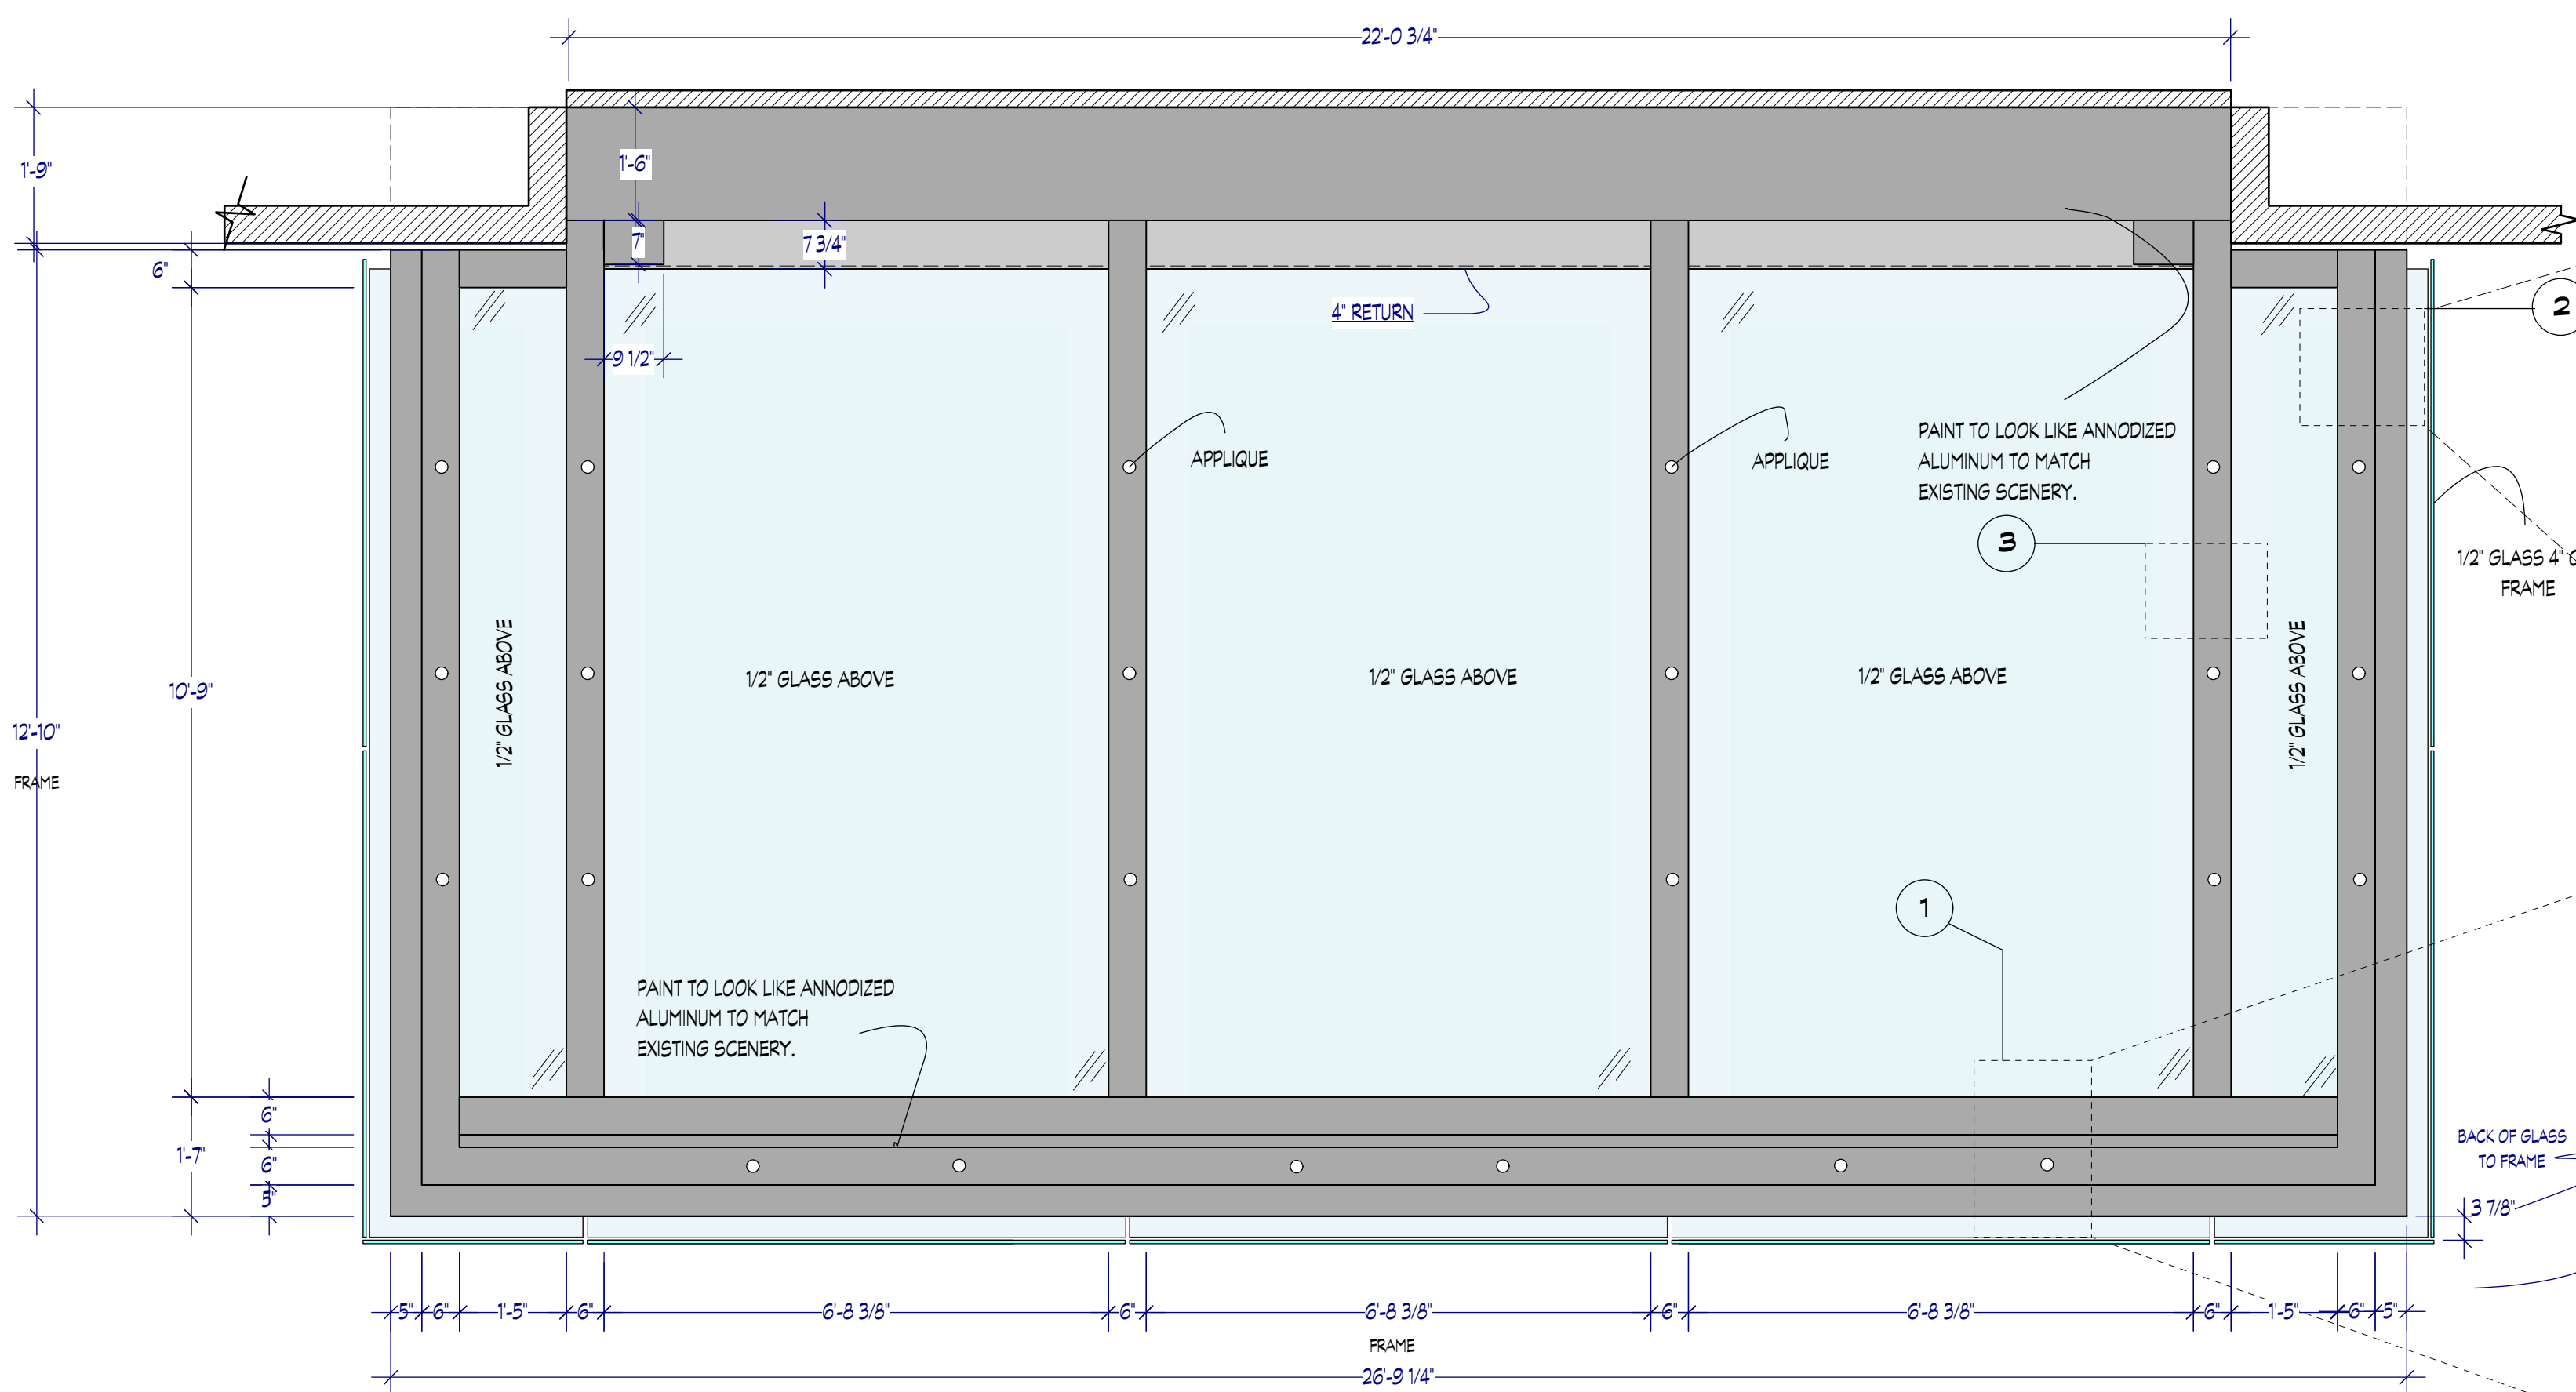 22'-0 3/4"
1'-9"
1'-6"
7"
7 3/4"
6"
4" RETURN
9 1/2"
2
APPLIQUE
APPLIQUE
PAINT TO LOOK LIKE ANNODIZED
ALUMINUM TO MATCH
EXISTING SCENERY.
3
1/2" GLASS 4"
FRAME
1/2" GLASS ABOVE
1/2" GLASS ABOVE
1/2" GLASS ABOVE
1/2" GLASS ABOVE
1/2" GLASS ABOVE
10'-9"
12'-10"
FRAME
1
PAINT TO LOOK LIKE ANNODIZED
ALUMINUM TO MATCH
EXISTING SCENERY.
6"
1'-7"
6"
5"
BACK OF GLASS
TO FRAME
3 7/8"
5" 6" 1'-5" 6" 6'-8 3/8" 6" 6'-8 3/8" 6" 6'-8 3/8" 6" 1'-5" 6" 5"
FRAME
26'-9 1/4"